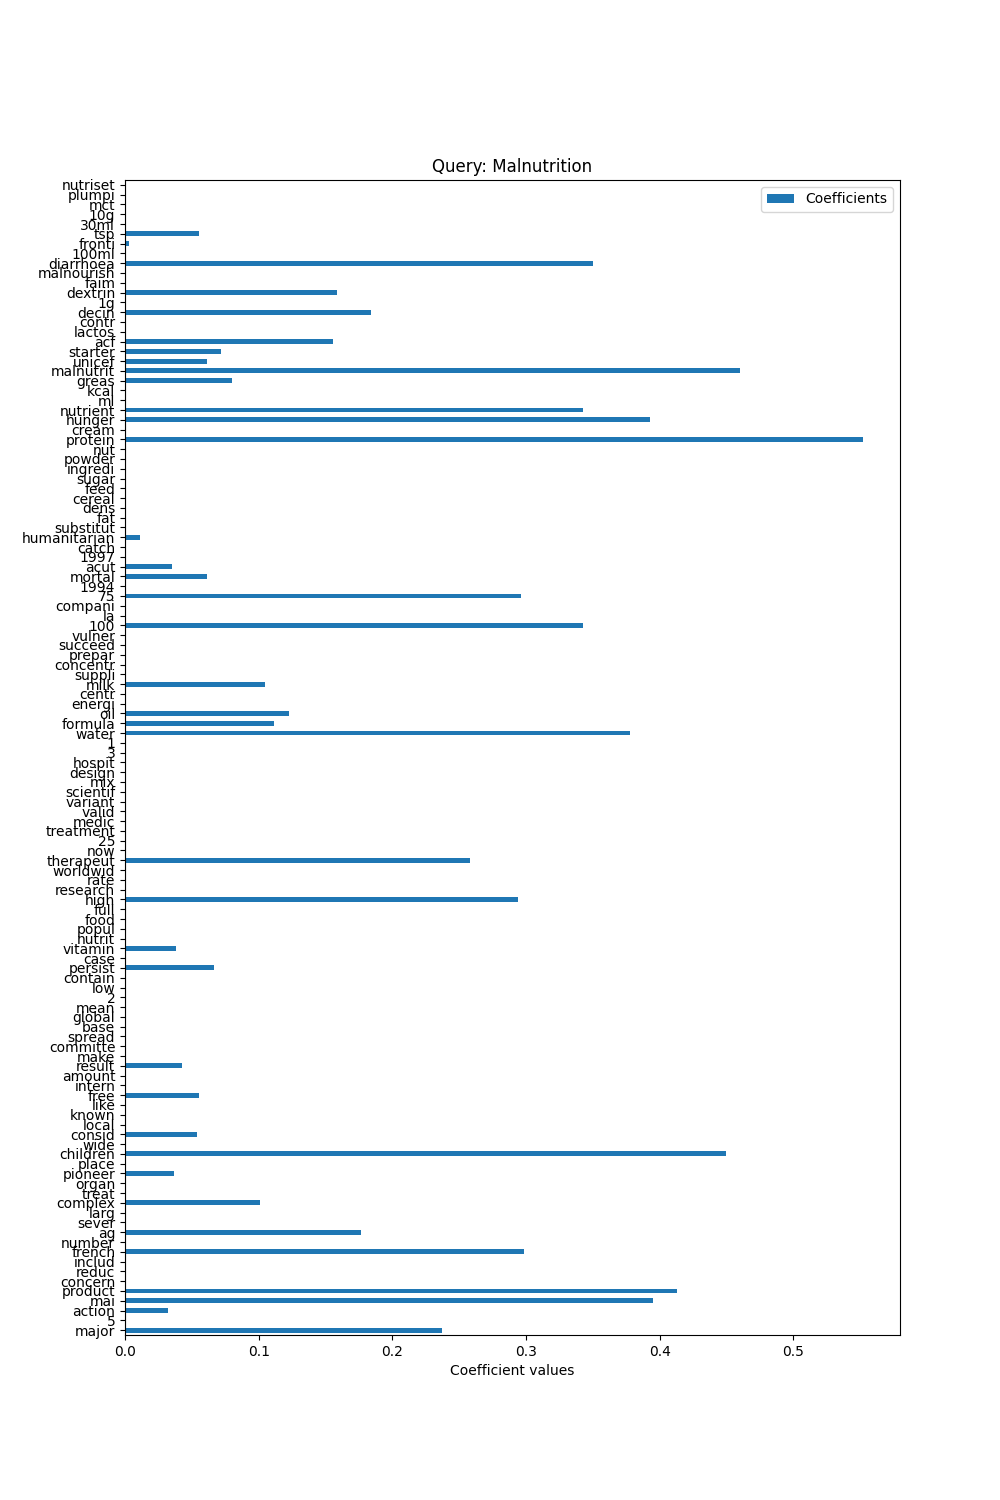 Query: Malnutrition
Coefficients
nutriset
plumpi
mct
10g
30ml
tsp
fronti
100ml
diarrhoea
malnourish
faim
dextrin
1g
decin
contr
lactos
acf
starter
unicef
malnutrit
greas
kcal
ml
nutrient
hunger
cream
protein
nut
powder
ingredi
sugar
feed
cereal
dens
fat
substitut
humanitarian
catch
1997
acut
mortal
1994
75
compani
la
100
vulner
succeed
prepar
concentr
suppli
milk
centr
energi
oil
formula
water
1
3
hospit
design
mix
scientif
variant
valid
medic
treatment
25
now
therapeut
worldwid
rate
research
high
full
food
popul
nutrit
vitamin
case
persist
contain
low
2
mean
global
base
spread
committe
make
result
amount
intern
free
like
known
local
consid
wide
children
place
pioneer
organ
treat
complex
larg
sever
ag
number
french
includ
reduc
concern
product
mai
action
5
major
0.0 0.1 0.2 0.3 0.4 0.5
Coefficient values